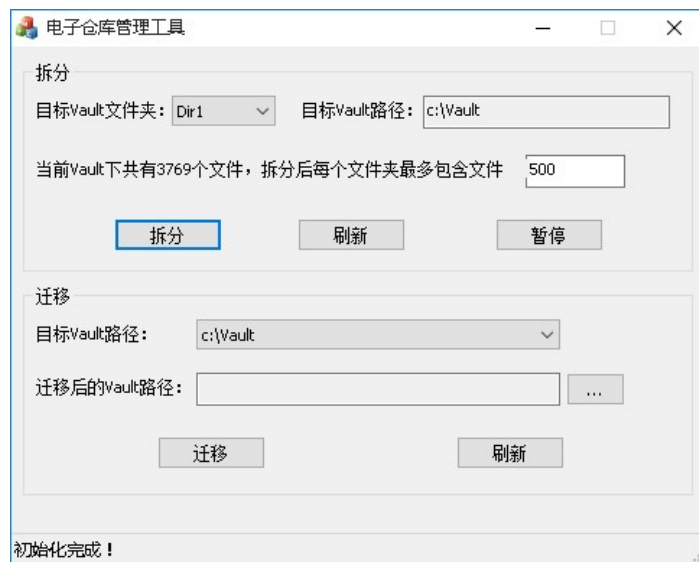 电子仓库管理工具
拆分
目标Vault文件夹: Dir1 目标Vault路径: c:\Vault
当前Vault下共有3769个文件，拆分后每个文件夹最多包含文件 500
拆分 刷新 暂停
迁移
目标Vault路径: c:\Vault
迁移后的Vault路径: ...
迁移 刷新
初始化完成！